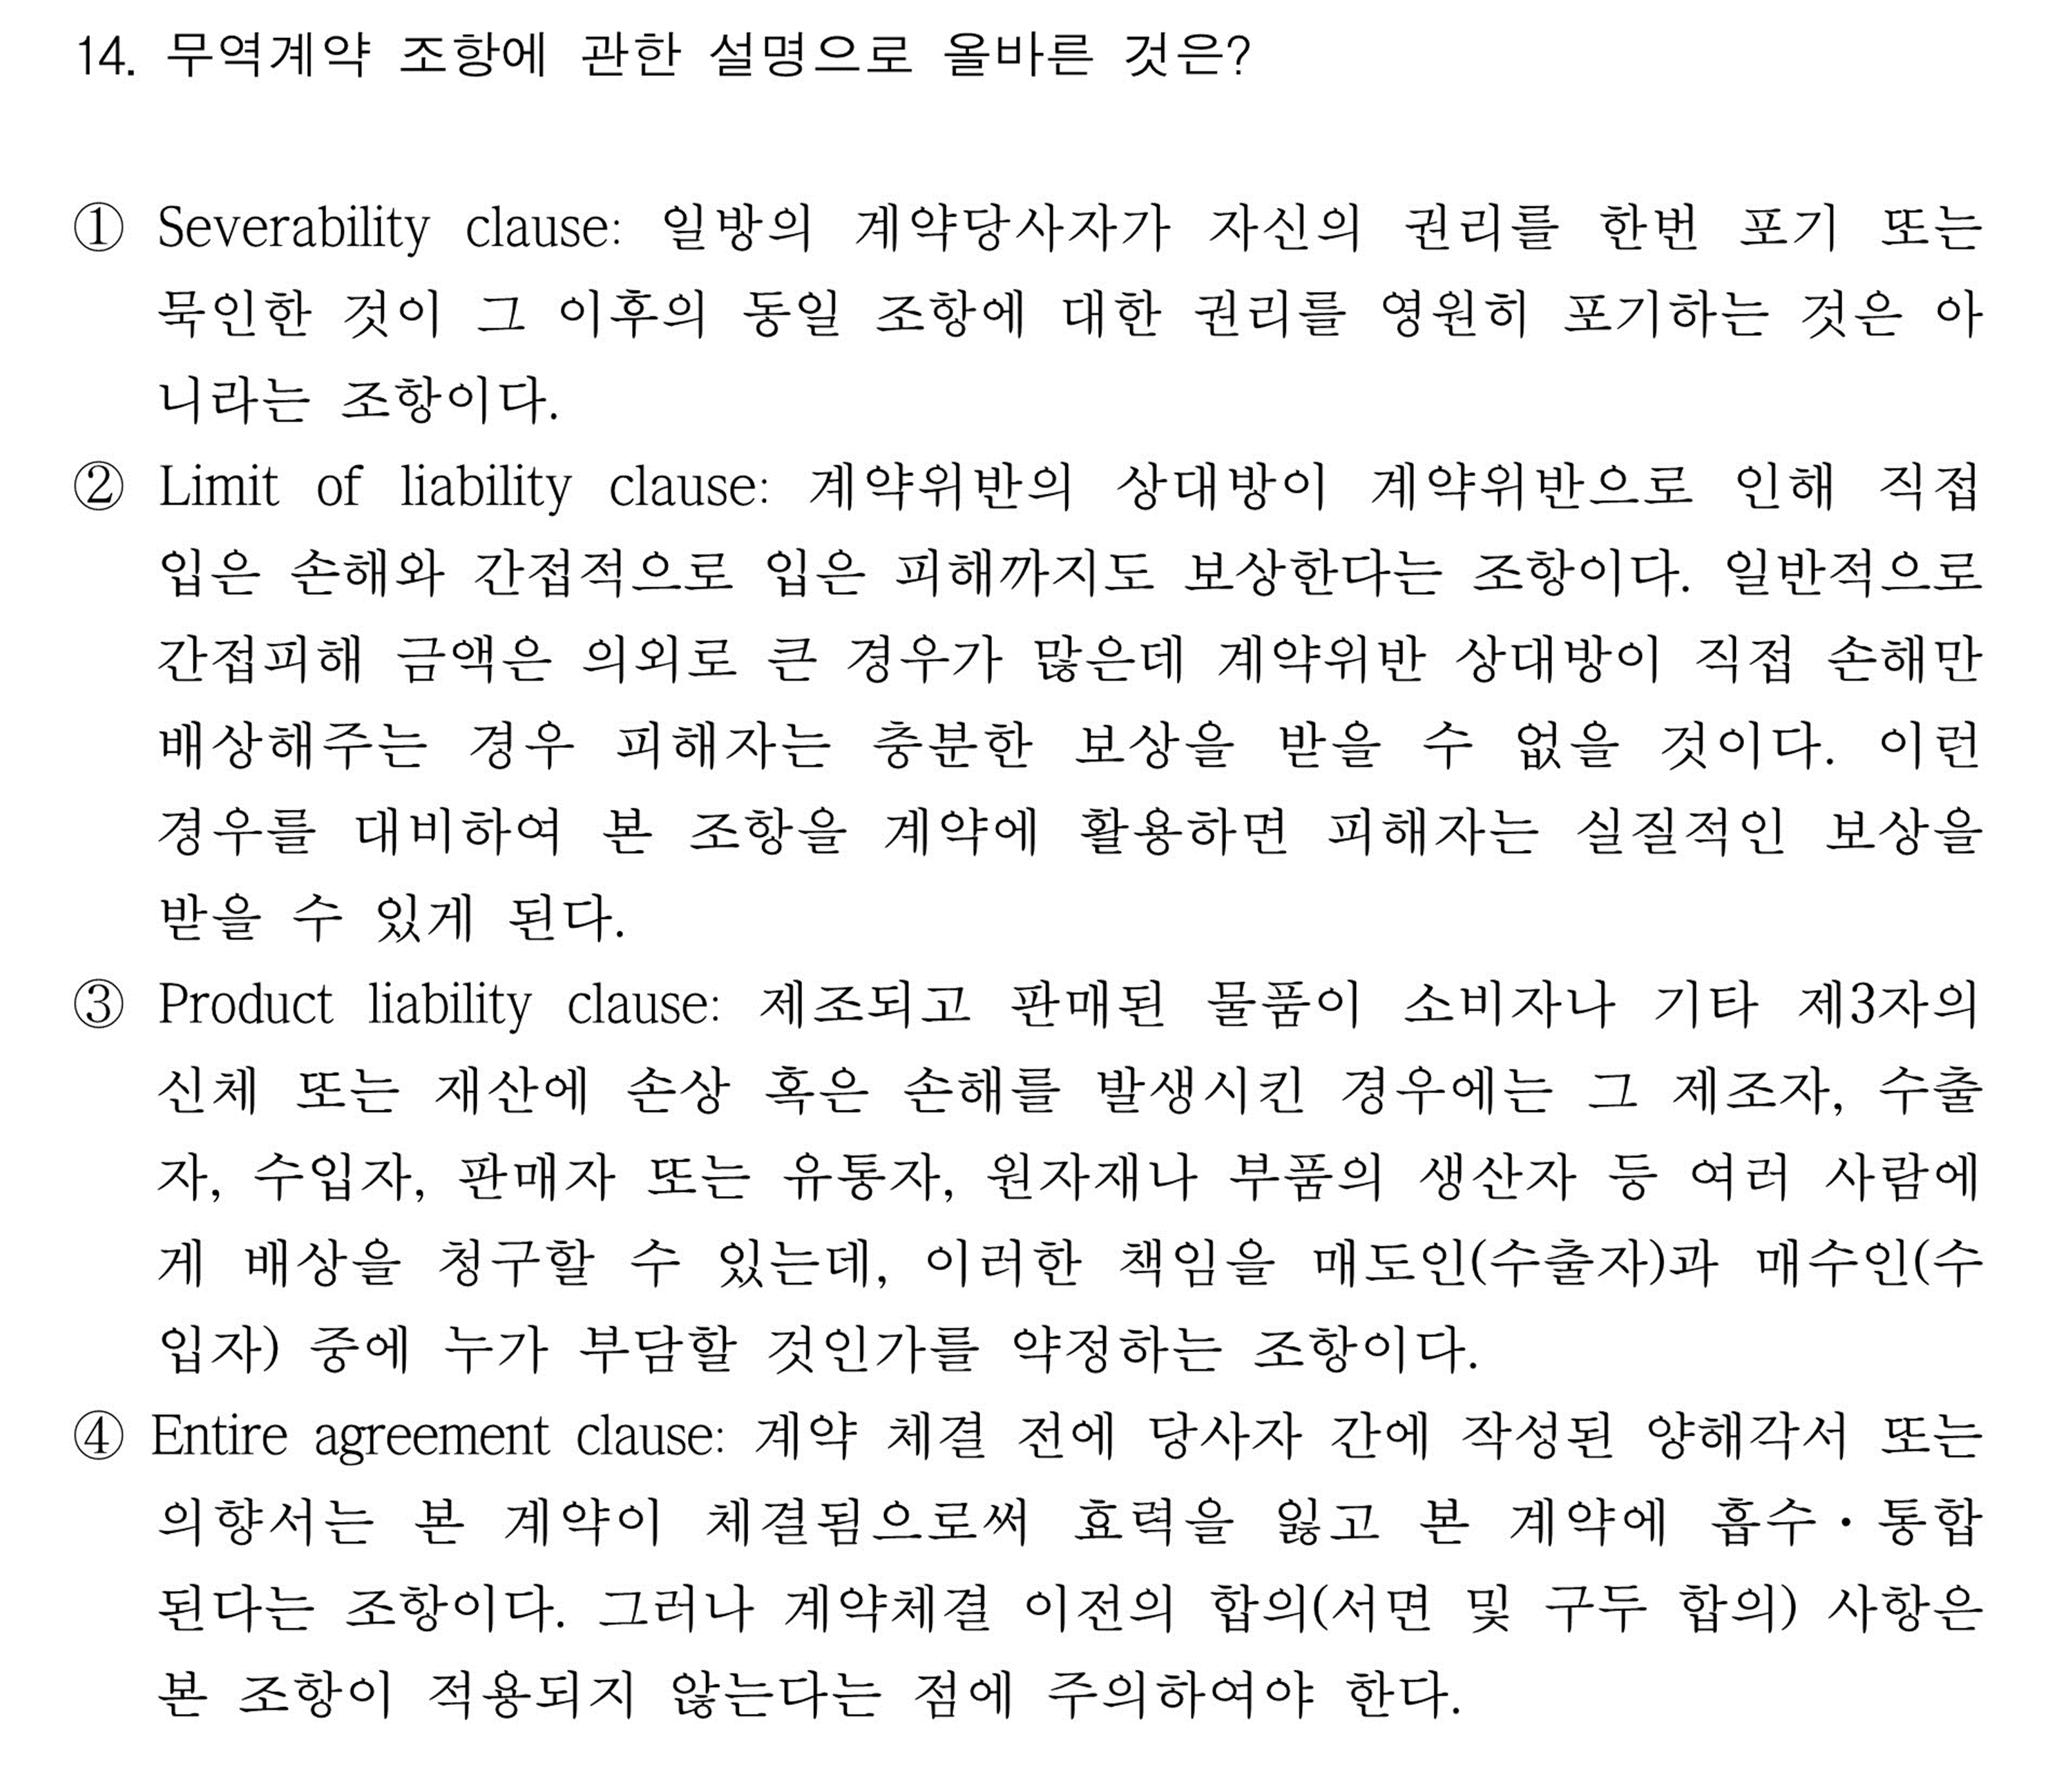 14. 무역계약 조항에 관한 설명으로 올바른 것은?
① Severability clause: 일방의 계약당사자가 자신의 권리를 한번 포기 또는
묵인한 것이 그 이후의 동일 조항에 대한 권리를 영원히 포기하는 것은 아
니라는 조항이다.
② Limit of liability clause: 계약위반의 상대방이 계약위반으로 인해 직접
입은 손해와 간접적으로 입은 피해까지도 보상한다는 조항이다. 일반적으로
간접피해 금액은 의외로 큰 경우가 많은데 계약위반 상대방이 직접 손해만
배상해주는 경우 피해자는 충분한 보상을 받을 수 없을 것이다. 이런
경우를 대비하여 본 조항을 계약에 활용하면 피해자는 실질적인 보상을
받을 수 있게 된다.
③ Product liability clause: 제조되고 판매된 물품이 소비자나 기타 제3자의
신체 또는 재산에 손상 혹은 손해를 발생시킨 경우에는 그 제조자, 수출
자, 수입자, 판매자 또는 유통자, 원자재나 부품의 생산자 등 여러 사람에
게 배상을 청구할 수 있는데, 이러한 책임을 매도인(수출자)과 매수인(수
입자) 중에 누가 부담할 것인가를 약정하는 조항이다.
④ Entire agreement clause: 계약 체결 전에 당사자 간에 작성된 양해각서 또는
의향서는 본 계약이 체결됨으로써 효력을 잃고 본 계약에 흡수·통합
된다는 조항이다. 그러나 계약체결 이전의 합의(서면 및 구두 합의) 사항은
본 조항이 적용되지 않는다는 점에 주의하여야 한다.